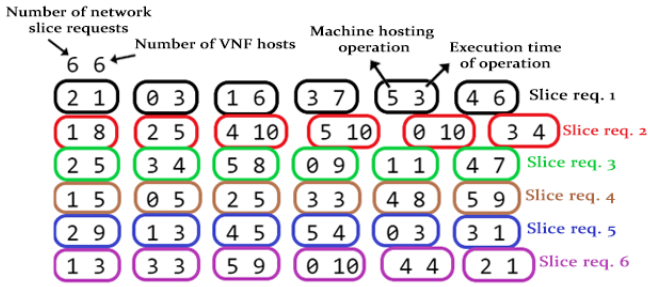 Number of network
slice requests
Number of VNF hosts
Machine hosting
operation
Execution time
of operation
6 6
2 1 0 3 1 6 3 7 5 3 4 6 Slice req. 1
1 8 2 5 4 10 5 10 0 10 3 4 Slice req. 2
2 5 3 4 5 8 0 9 1 1 4 7 Slice req. 3
1 5 0 5 2 5 3 3 4 8 5 9 Slice req. 4
2 9 1 3 4 5 5 4 0 3 3 1 Slice req. 5
1 3 3 3 5 9 0 10 4 4 2 1 Slice req. 6